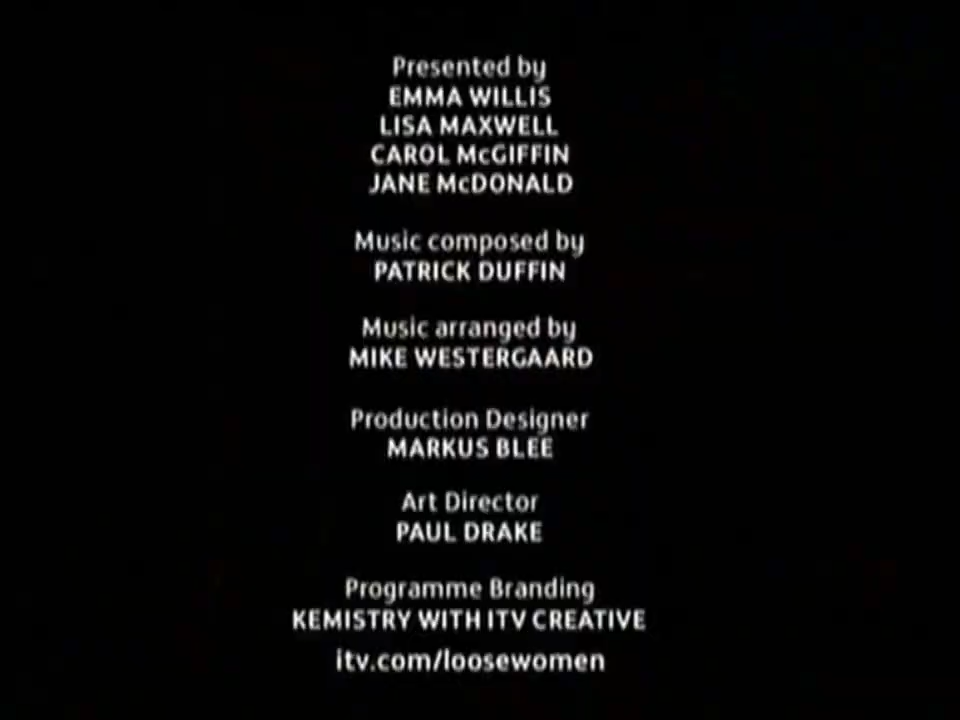 Presented by
EMMA WILLIS
LISA MAXWELL
CAROL McGIFFIN
JANE McDONALD
Music composed by
PATRICK DUFFIN
Music arranged by
MIKE WESTERGAARD
Production Designer
MARKUS BLEE
Art Director
PAUL DRAKE
Programme Branding
KEMISTRY WITH ITV CREATIVE
itv.com/loosewomen